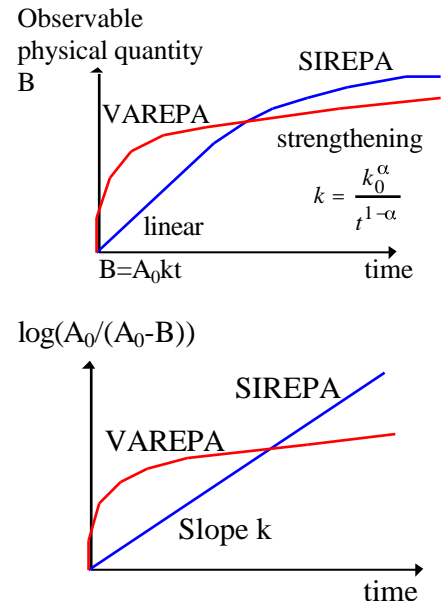 Observable
physical quantity
B
SIREPA
VAREPA
strengthening
k = k₀^α / t^(1−α)
linear
B=A₀kt
time
log(A₀/(A₀-B))
SIREPA
VAREPA
Slope k
time